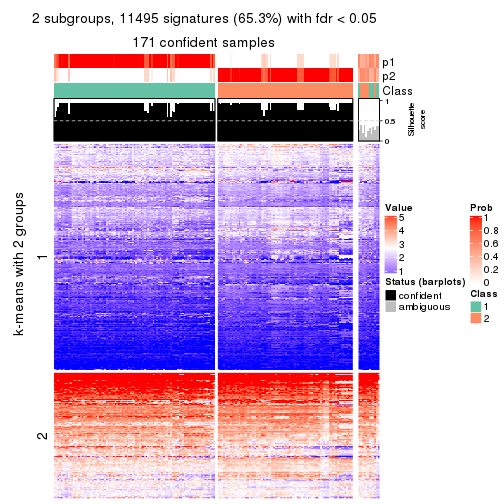 2 subgroups, 11495 signatures (65.3%) with fdr < 0.05
171 confident samples
p1
p2
Class
1
0.5
0
Silhouette
score
k-means with 2 groups
1
2
Value
5
4
3
2
1
Status (barplots)
confident
ambiguous
Prob
1
0.8
0.6
0.4
0.2
0
Class
1
2